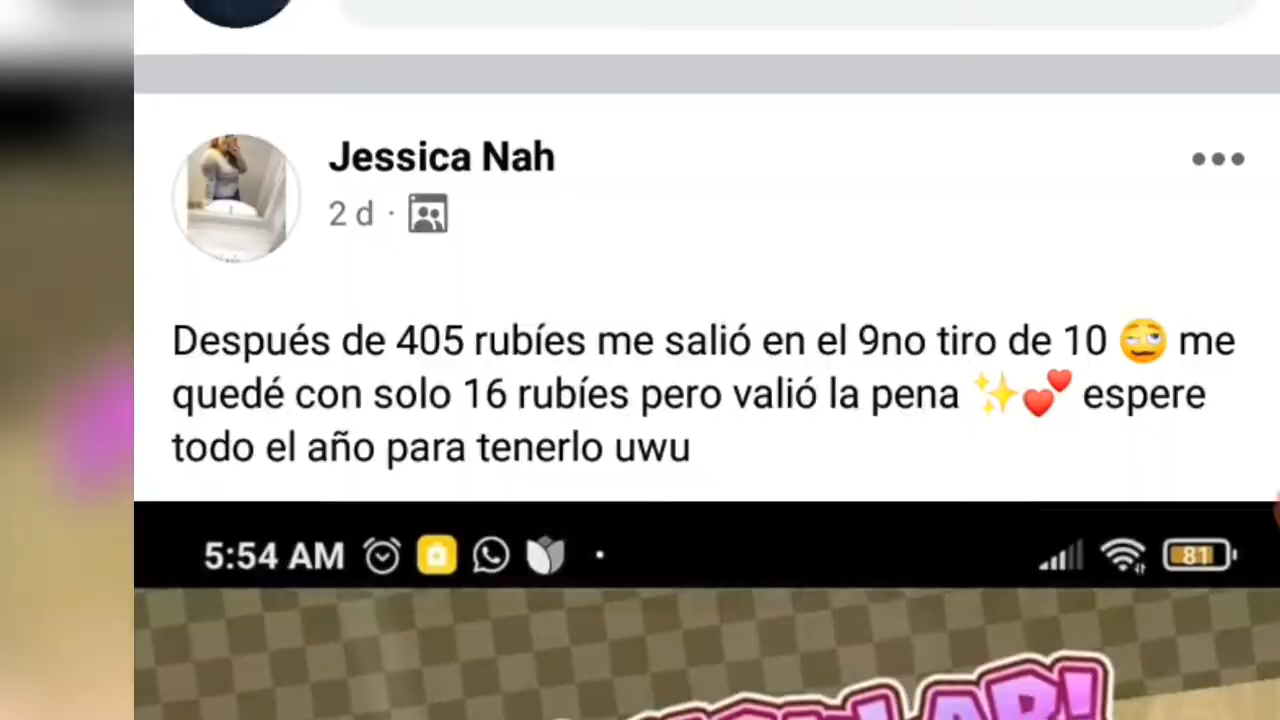 Jessica Nah
2 d ·
Después de 405 rubíes me salió en el 9no tiro de 10 🥴 me
quedé con solo 16 rubíes pero valió la pena ✨💕 espere
todo el año para tenerlo uwu
5:54 AM
81